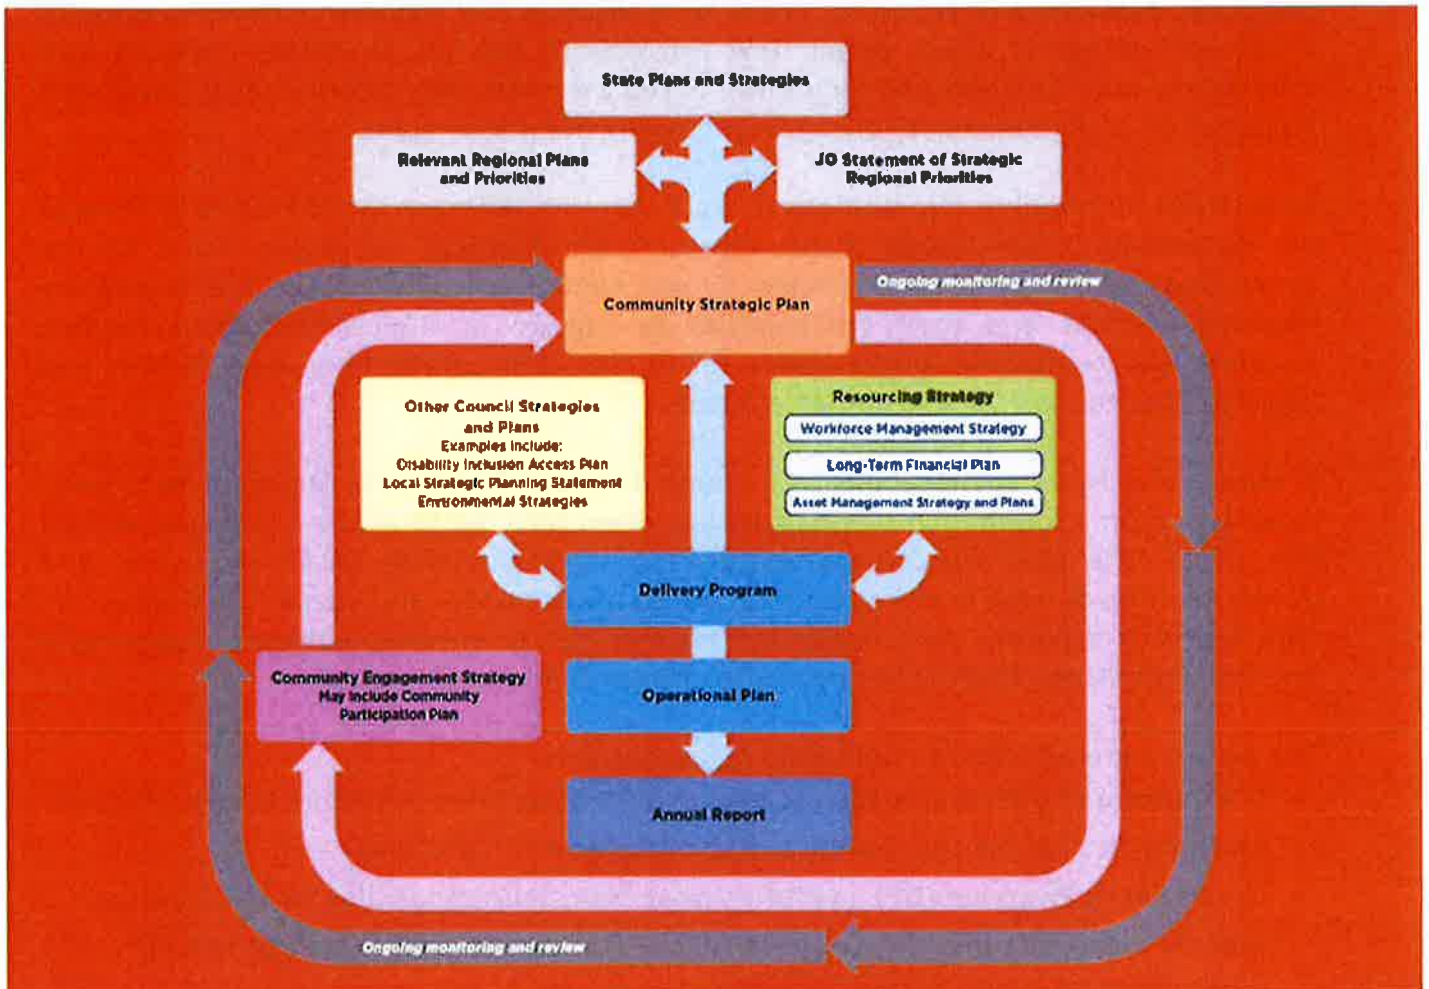 State Plans and Strategies
Relevant Regional Plans
and Priorities
JO Statement of Strategic
Regional Priorities
Community Strategic Plan
Ongoing monitoring and review
Other Council Strategies
and Plans
Examples Include:
Disability Inclusion Access Plan
Local Strategic Planning Statement
Environmental Strategies
Resourcing Strategy
Workforce Management Strategy
Long-Term Financial Plan
Asset Management Strategy and Plans
Delivery Program
Community Engagement Strategy
May Include Community
Participation Plan
Operational Plan
Annual Report
Ongoing monitoring and review